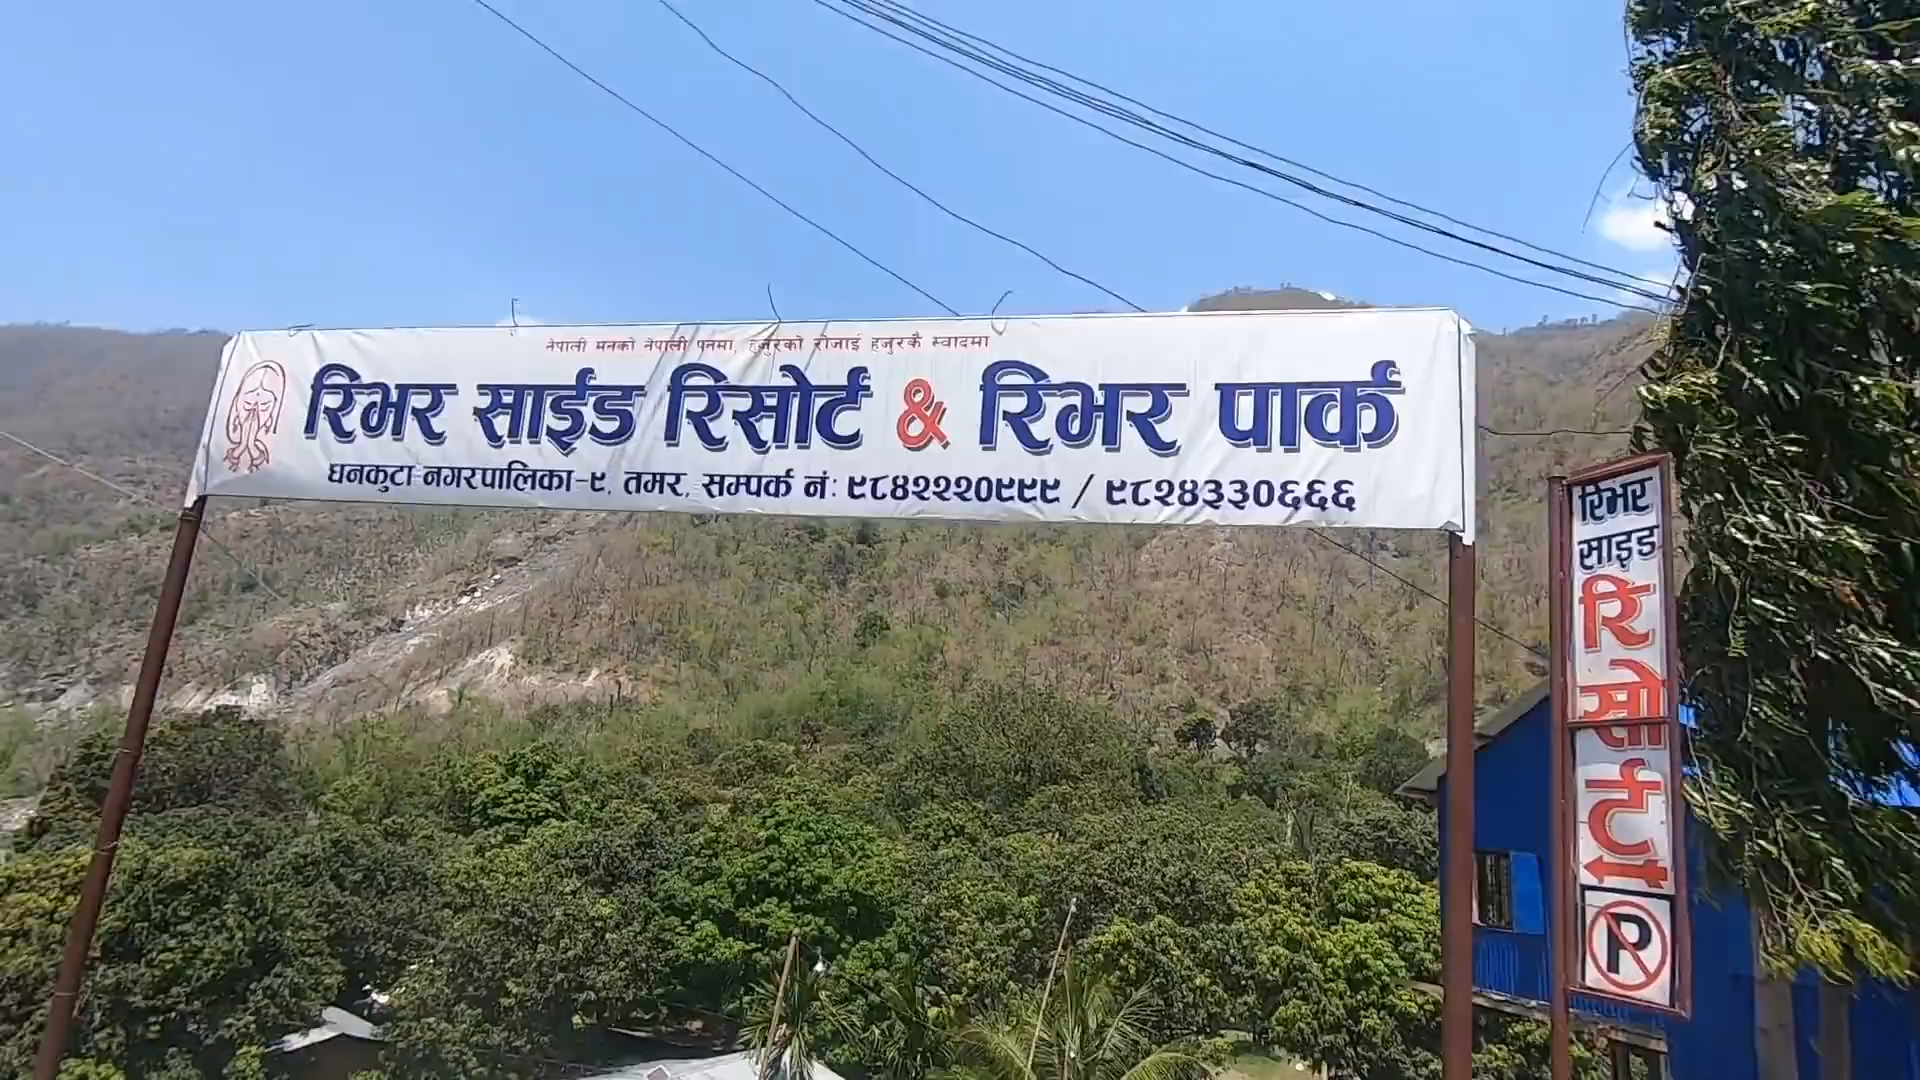 नेपाली मनको नेपाली पनमा, हजुरको रोजाई हजुरकै स्वादमा
रिभर साईड रिसोर्ट & रिभर पार्क
धनकुटा नगरपालिका-९, तमर, सम्पर्क नं: ९८४२२२०९९९ / ९८२४३३०६६६
रिभर
साइड
रि
सो
र्ट
P